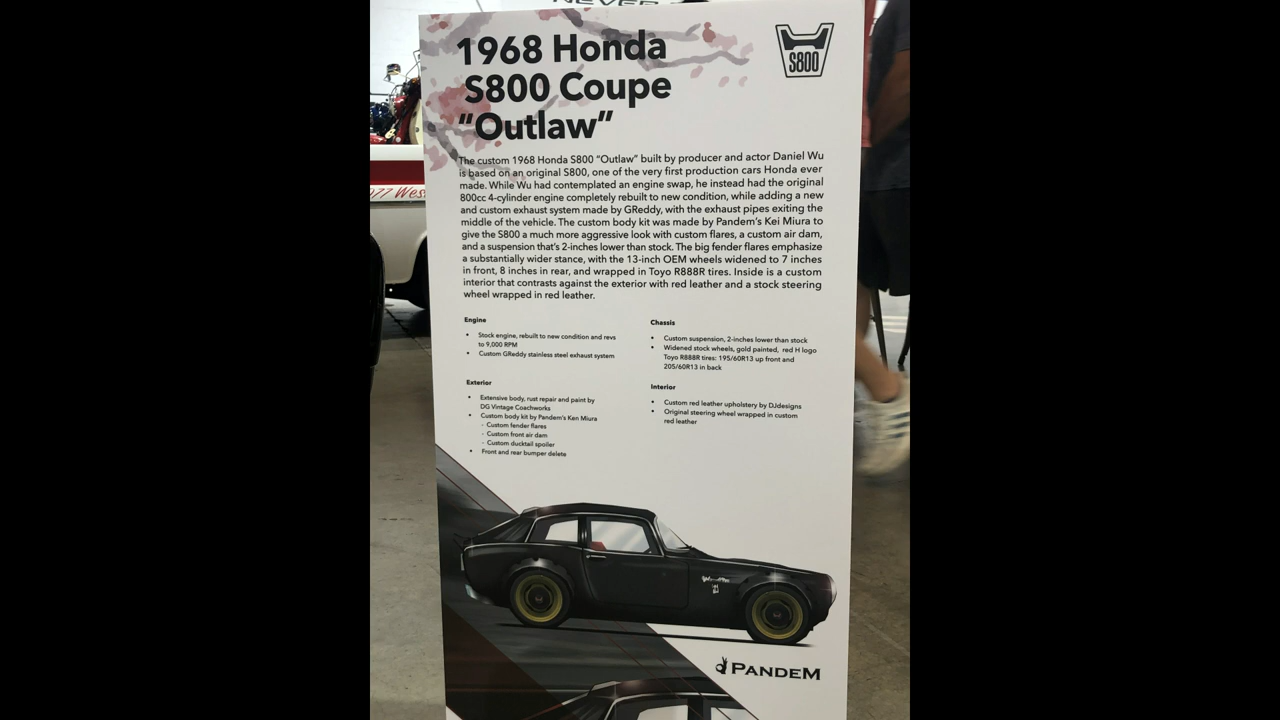 NEVER
1968 Honda
S800 Coupe
“Outlaw”
S800
The custom 1968 Honda S800 “Outlaw” built by producer and actor Daniel Wu
is based on an original S800, one of the very first production cars Honda ever
made. While Wu had contemplated an engine swap, he instead had the original
800cc 4-cylinder engine completely rebuilt to new condition, while adding a new
and custom exhaust system made by GReddy, with the exhaust pipes exiting the
middle of the vehicle. The custom body kit was made by Pandem’s Kei Miura to
give the S800 a much more aggressive look with custom flares, a custom air dam,
and a suspension that’s 2-inches lower than stock. The big fender flares emphasize
a substantially wider stance, with the 13-inch OEM wheels widened to 7 inches
in front, 8 inches in rear, and wrapped in Toyo R888R tires. Inside is a custom
interior that contrasts against the exterior with red leather and a stock steering
wheel wrapped in red leather.
Engine
• Stock engine, rebuilt to new condition and revs
to 9,000 RPM
• Custom GReddy stainless steel exhaust system
Exterior
• Extensive body, rust repair and paint by
DG Vintage Coachworks
• Custom body kit by Pandem’s Ken Miura
- Custom fender flares
- Custom front air dam
- Custom ducktail spoiler
• Front and rear bumper delete
Chassis
• Custom suspension, 2-inches lower than stock
• Widened stock wheels, gold painted, red H logo
Toyo R888R tires: 195/60R13 up front and
205/60R13 in back
Interior
• Custom red leather upholstery by DJdesigns
• Original steering wheel wrapped in custom
red leather
PANDEM